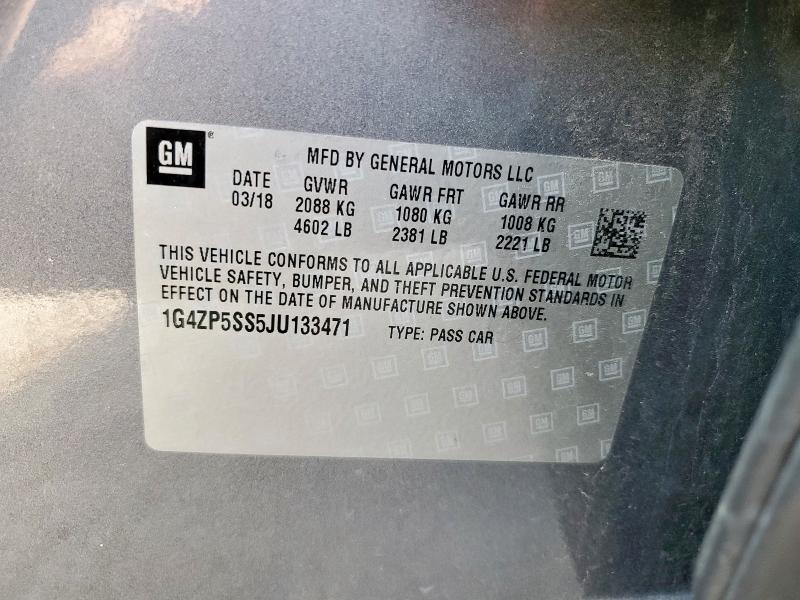 GM
MFD BY GENERAL MOTORS LLC
DATE GVWR GAWR FRT GAWR RR
03/18 2088 KG 1080 KG 1008 KG
4602 LB 2381 LB 2221 LB
THIS VEHICLE CONFORMS TO ALL APPLICABLE U.S. FEDERAL MOTOR
VEHICLE SAFETY, BUMPER, AND THEFT PREVENTION STANDARDS IN
EFFECT ON THE DATE OF MANUFACTURE SHOWN ABOVE.
1G4ZP5SS5JU133471 TYPE: PASS CAR